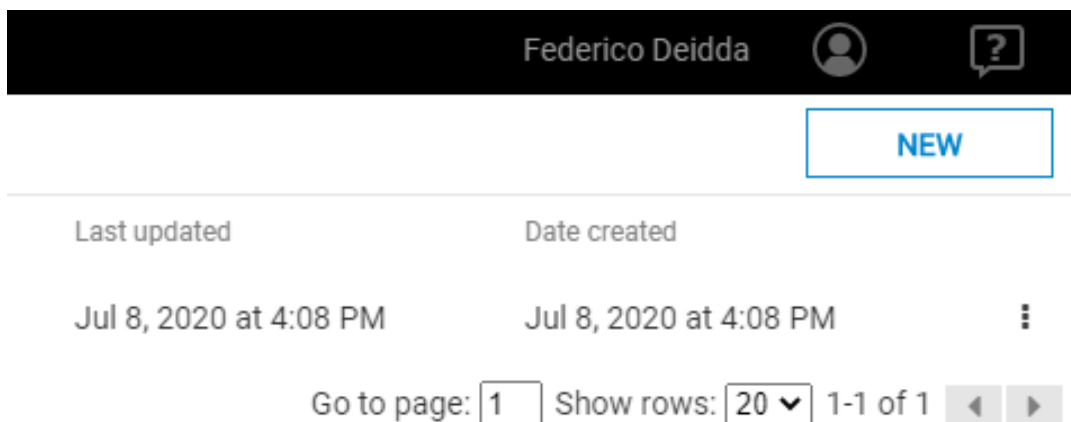 Federico Deidda ?
NEW
Last updated Date created
Jul 8, 2020 at 4:08 PM Jul 8, 2020 at 4:08 PM
Go to page: 1 Show rows: 20 1-1 of 1